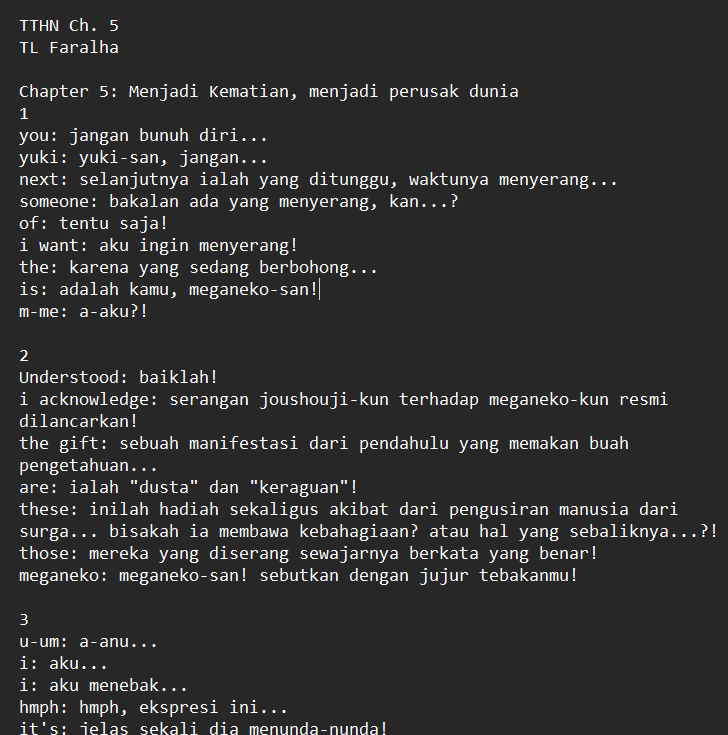 TTHN Ch. 5
TL Faralha
Chapter 5: Menjadi Kematian, menjadi perusak dunia
1
you: jangan bunuh diri...
yuki: yuki-san, jangan...
next: selanjutnya ialah yang ditunggu, waktunya menyerang...
someone: bakalan ada yang menyerang, kan...?
of: tentu saja!
i want: aku ingin menyerang!
the: karena yang sedang berbohong...
is: adalah kamu, meganeko-san!
m-me: a-aku?!
2
Understood: baiklah!
i acknowledge: serangan joushouji-kun terhadap meganeko-kun resmi
dilancarkan!
the gift: sebuah manifestasi dari pendahulu yang memakan buah
pengetahuan...
are: ialah "dusta" dan "keraguan"!
these: inilah hadiah sekaligus akibat dari pengusiran manusia dari
surga... bisakah ia membawa kebahagiaan? atau hal yang sebaliknya...?!
those: mereka yang diserang sewajarnya berkata yang benar!
meganeko: meganeko-san! sebutkan dengan jujur tebakanmu!
3
u-um: a-anu...
i: aku...
i: aku menebak...
hmph: hmph, ekspresi ini...
it's: jelas sekali dia menunda-nunda!